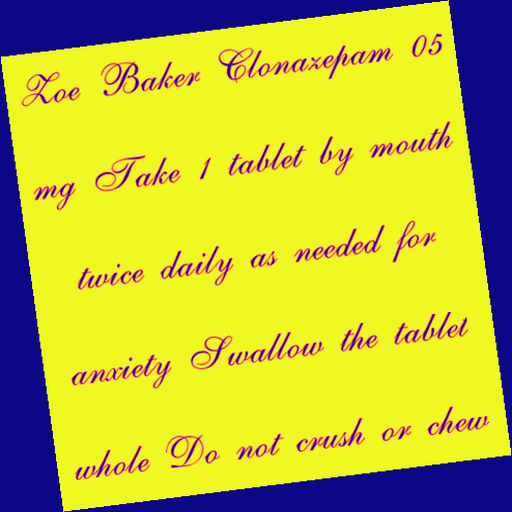 Zoe Baker Clonazepam 05
mg Take 1 tablet by mouth
twice daily as needed for
anxiety Swallow the tablet
whole Do not crush or chew